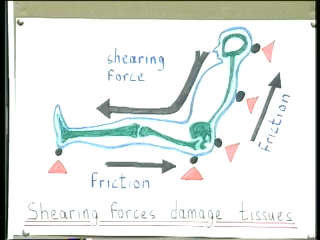 shearing
force
Friction
Friction
Shearing forces damage tissues